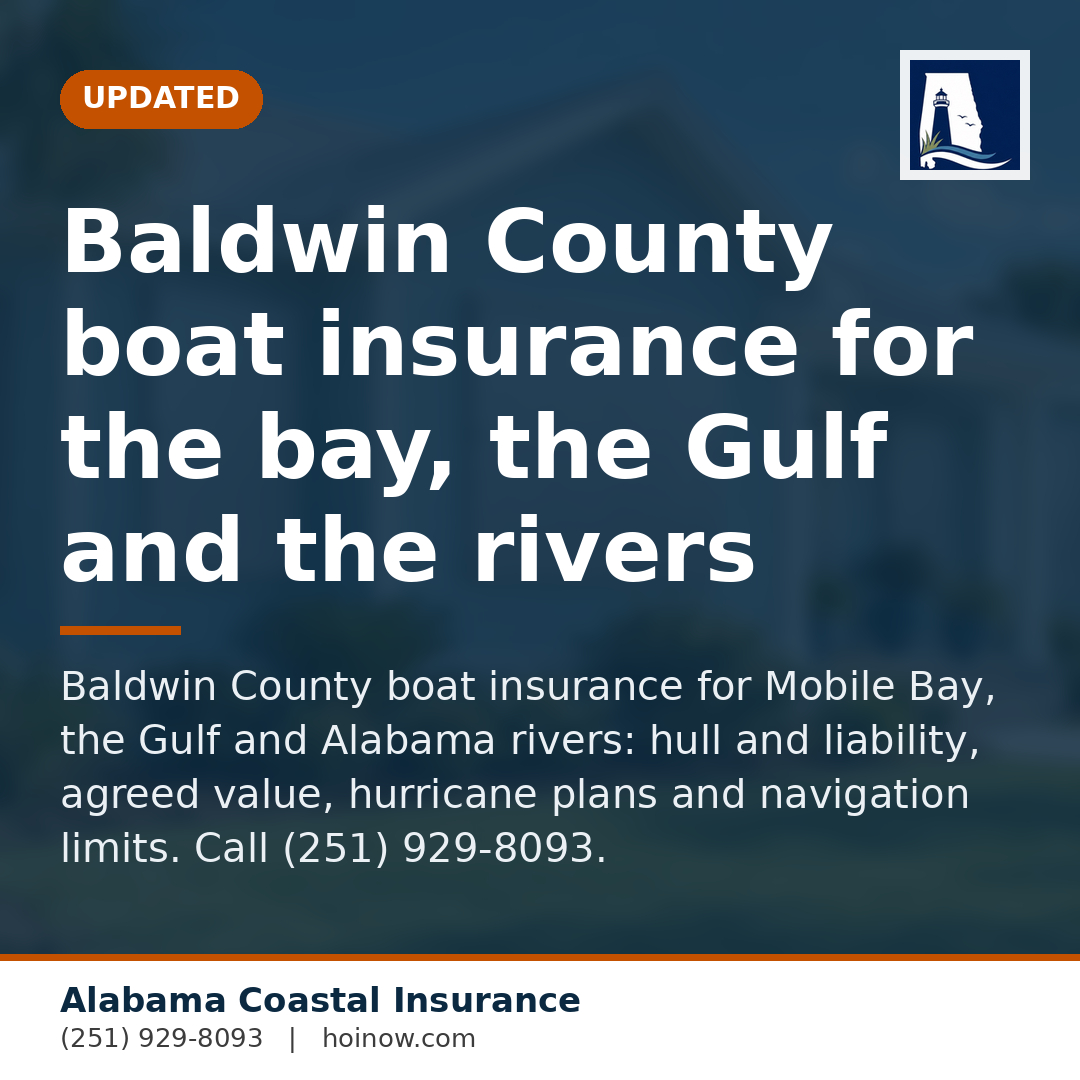 UPDATED
Baldwin County
boat insurance for
the bay, the Gulf
and the rivers
Baldwin County boat insurance for Mobile Bay,
the Gulf and Alabama rivers: hull and liability,
agreed value, hurricane plans and navigation
limits. Call (251) 929-8093.
Alabama Coastal Insurance
(251) 929-8093 | hoinow.com